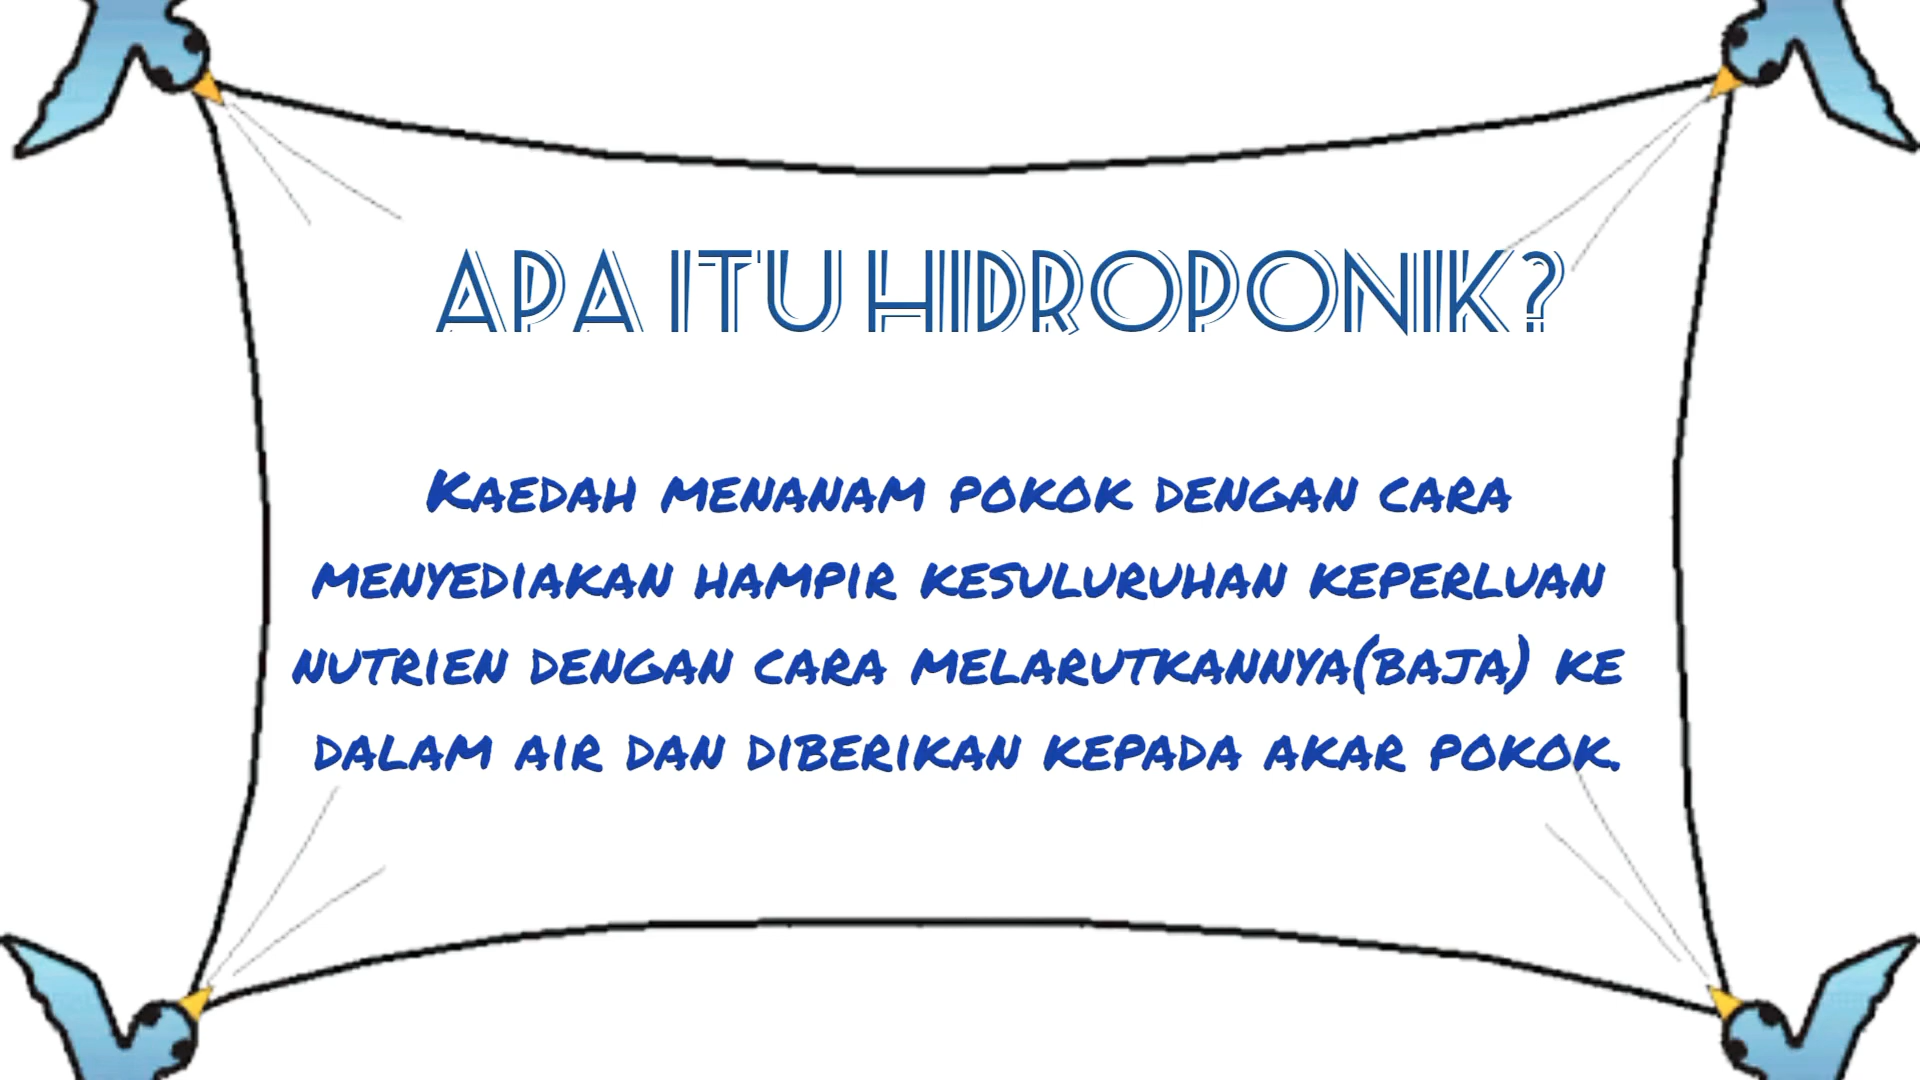 APA ITU HIDROPONIK?
Kaedah menanam pokok dengan cara
menyediakan hampir kesuluruhan keperluan
nutrien dengan cara melarutkannya(baja) ke
dalam air dan diberikan kepada akar pokok.